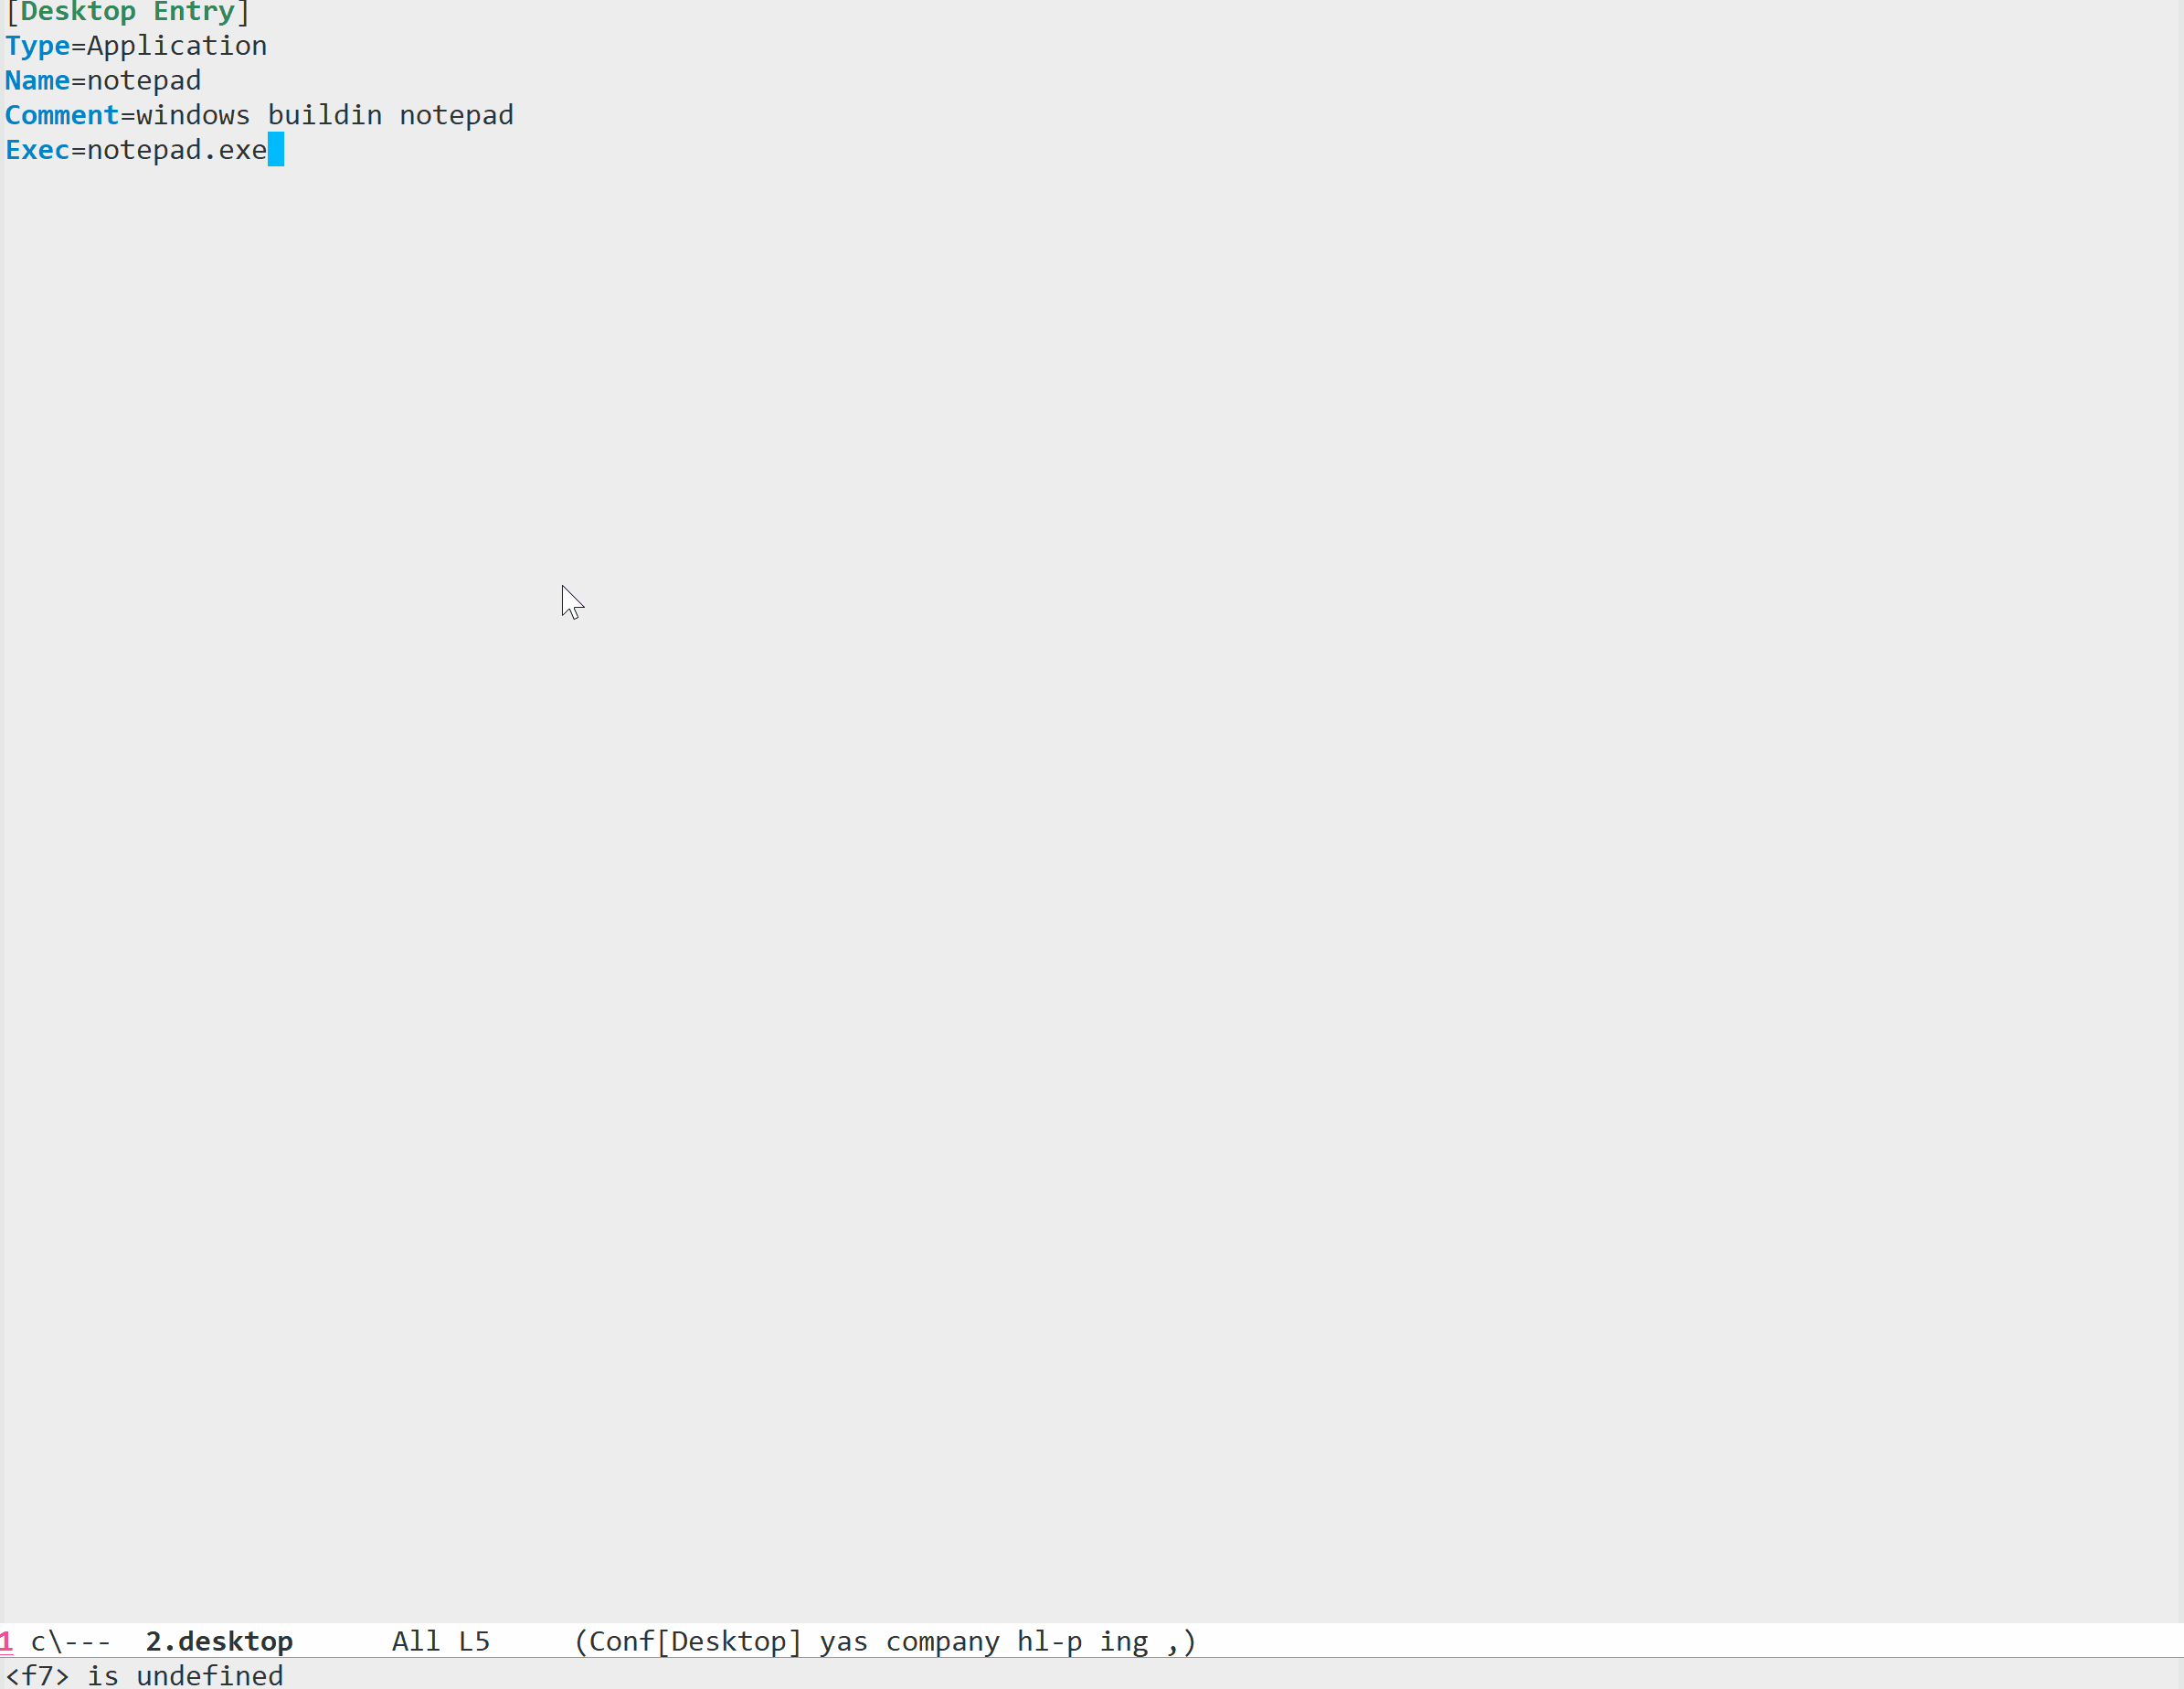 [Desktop Entry]
Type=Application
Name=notepad
Comment=windows buildin notepad
Exec=notepad.exe
1 c\---  2.desktop      All L5     (Conf[Desktop] yas company hl-p ing ,)
<f7> is undefined